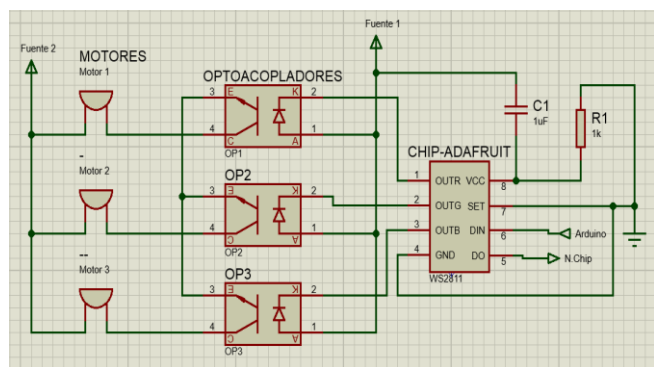 Fuente 1
Fuente 2
MOTORES
Motor 1
OPTOACOPLADORES
3 E K 2
4 C A 1
OP1
C1
1uF
R1
1k
CHIP-ADAFRUIT
1 OUTR VCC 8
2 OUTG SET 7
3 OUTB DIN 6
4 GND DO 5
WS2811
Arduino
N.Chip
-
Motor 2
OP2
3 E K 2
4 C A 1
OP2
--
Motor 3
OP3
3 E K 2
4 C A 1
OP3